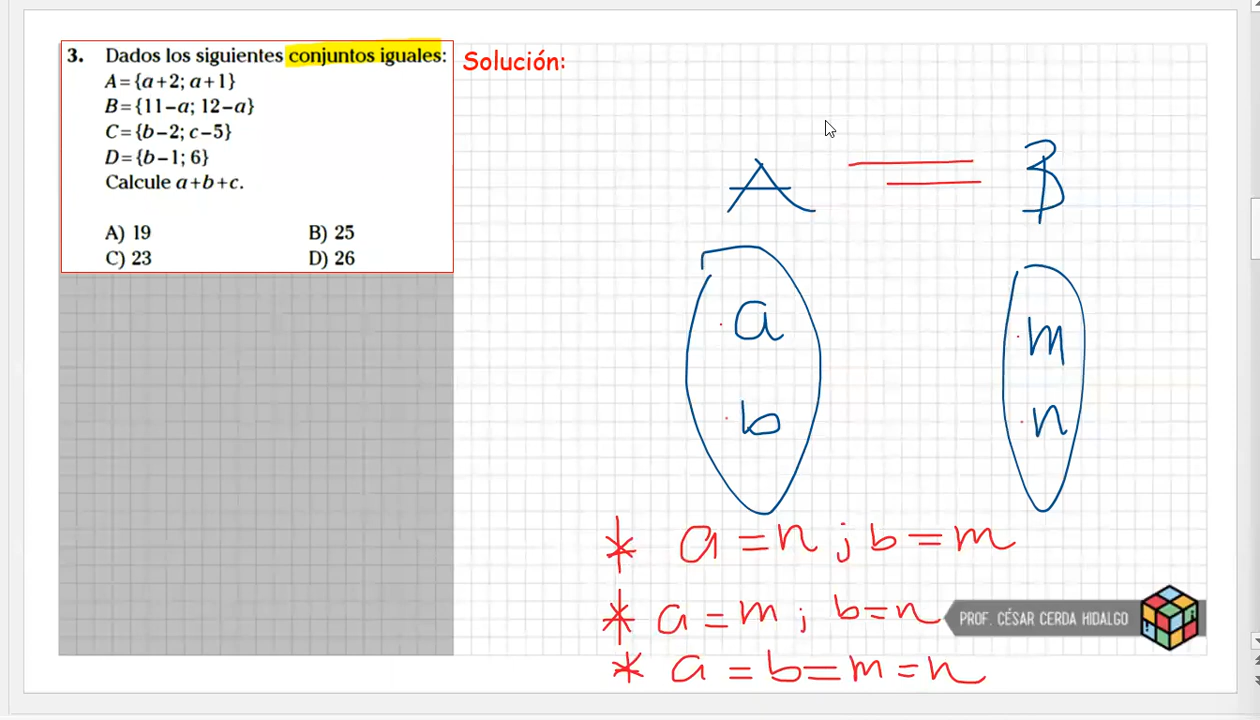 3. Dados los siguientes conjuntos iguales:
A={a+2; a+1}
B={11−a; 12−a}
C={b−2; c−5}
D={b−1; 6}
Calcule a+b+c.
A) 19 B) 25
C) 23 D) 26
Solución:
A = B
a m
b n
* a = n ; b = m
* a = m ; b = n
PROF. CÉSAR CERDA HIDALGO
* a = b = m = n